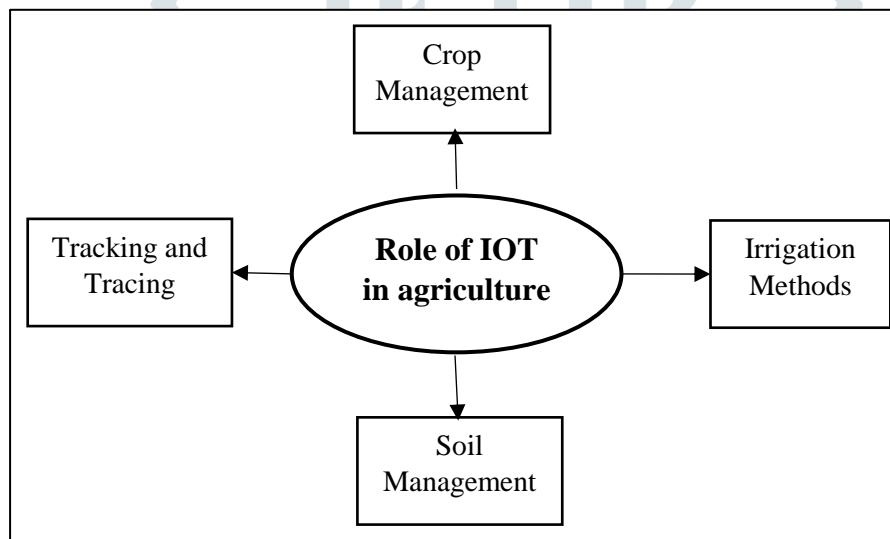 Crop
Management
Tracking and
Tracing
Role of IOT
in agriculture
Irrigation
Methods
Soil
Management